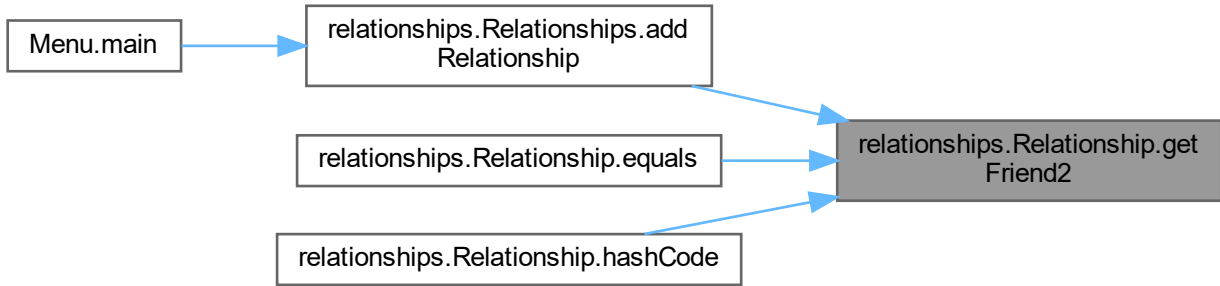 Menu.main
relationships.Relationships.add
Relationship
relationships.Relationship.equals
relationships.Relationship.hashCode
relationships.Relationship.get
Friend2